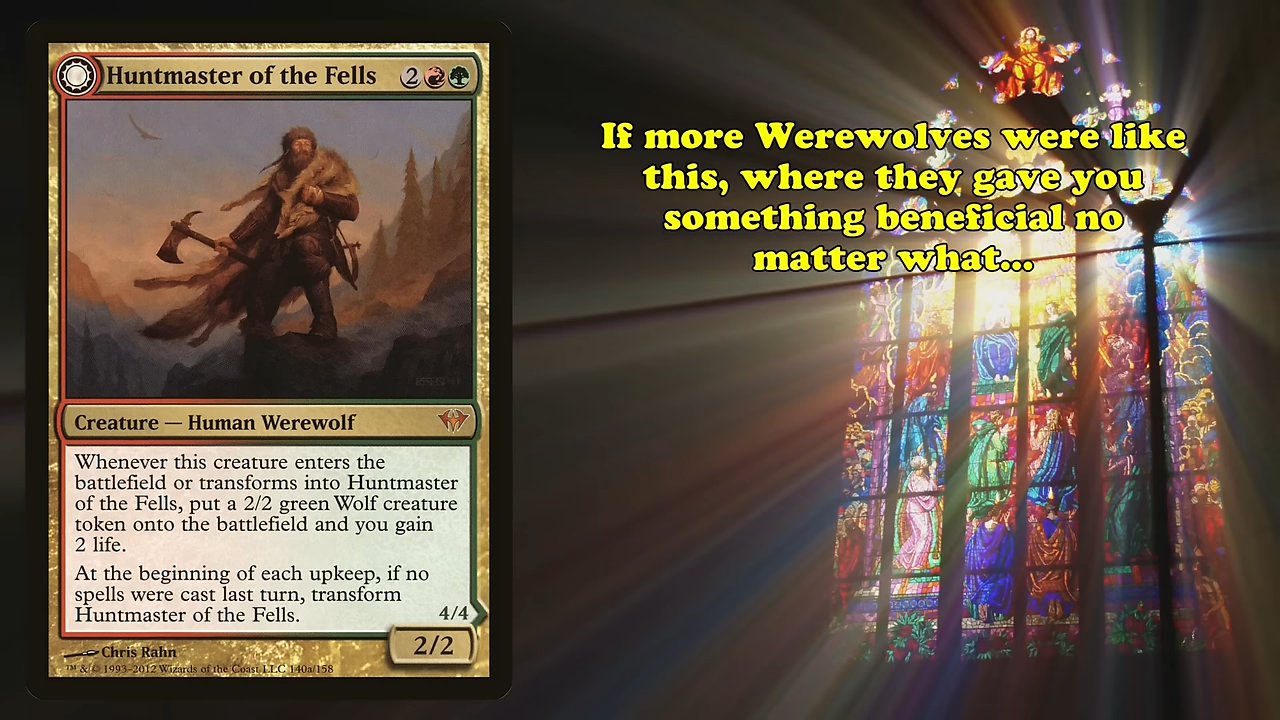 Huntmaster of the Fells 2
If more Werewolves were like
this, where they gave you
something beneficial no
matter what...
Creature — Human Werewolf
Whenever this creature enters the
battlefield or transforms into Huntmaster
of the Fells, put a 2/2 green Wolf creature
token onto the battlefield and you gain
2 life.
At the beginning of each upkeep, if no
spells were cast last turn, transform
Huntmaster of the Fells.
4/4
2/2
Chris Rahn
™ & © 1993–2012 Wizards of the Coast LLC 140a/158